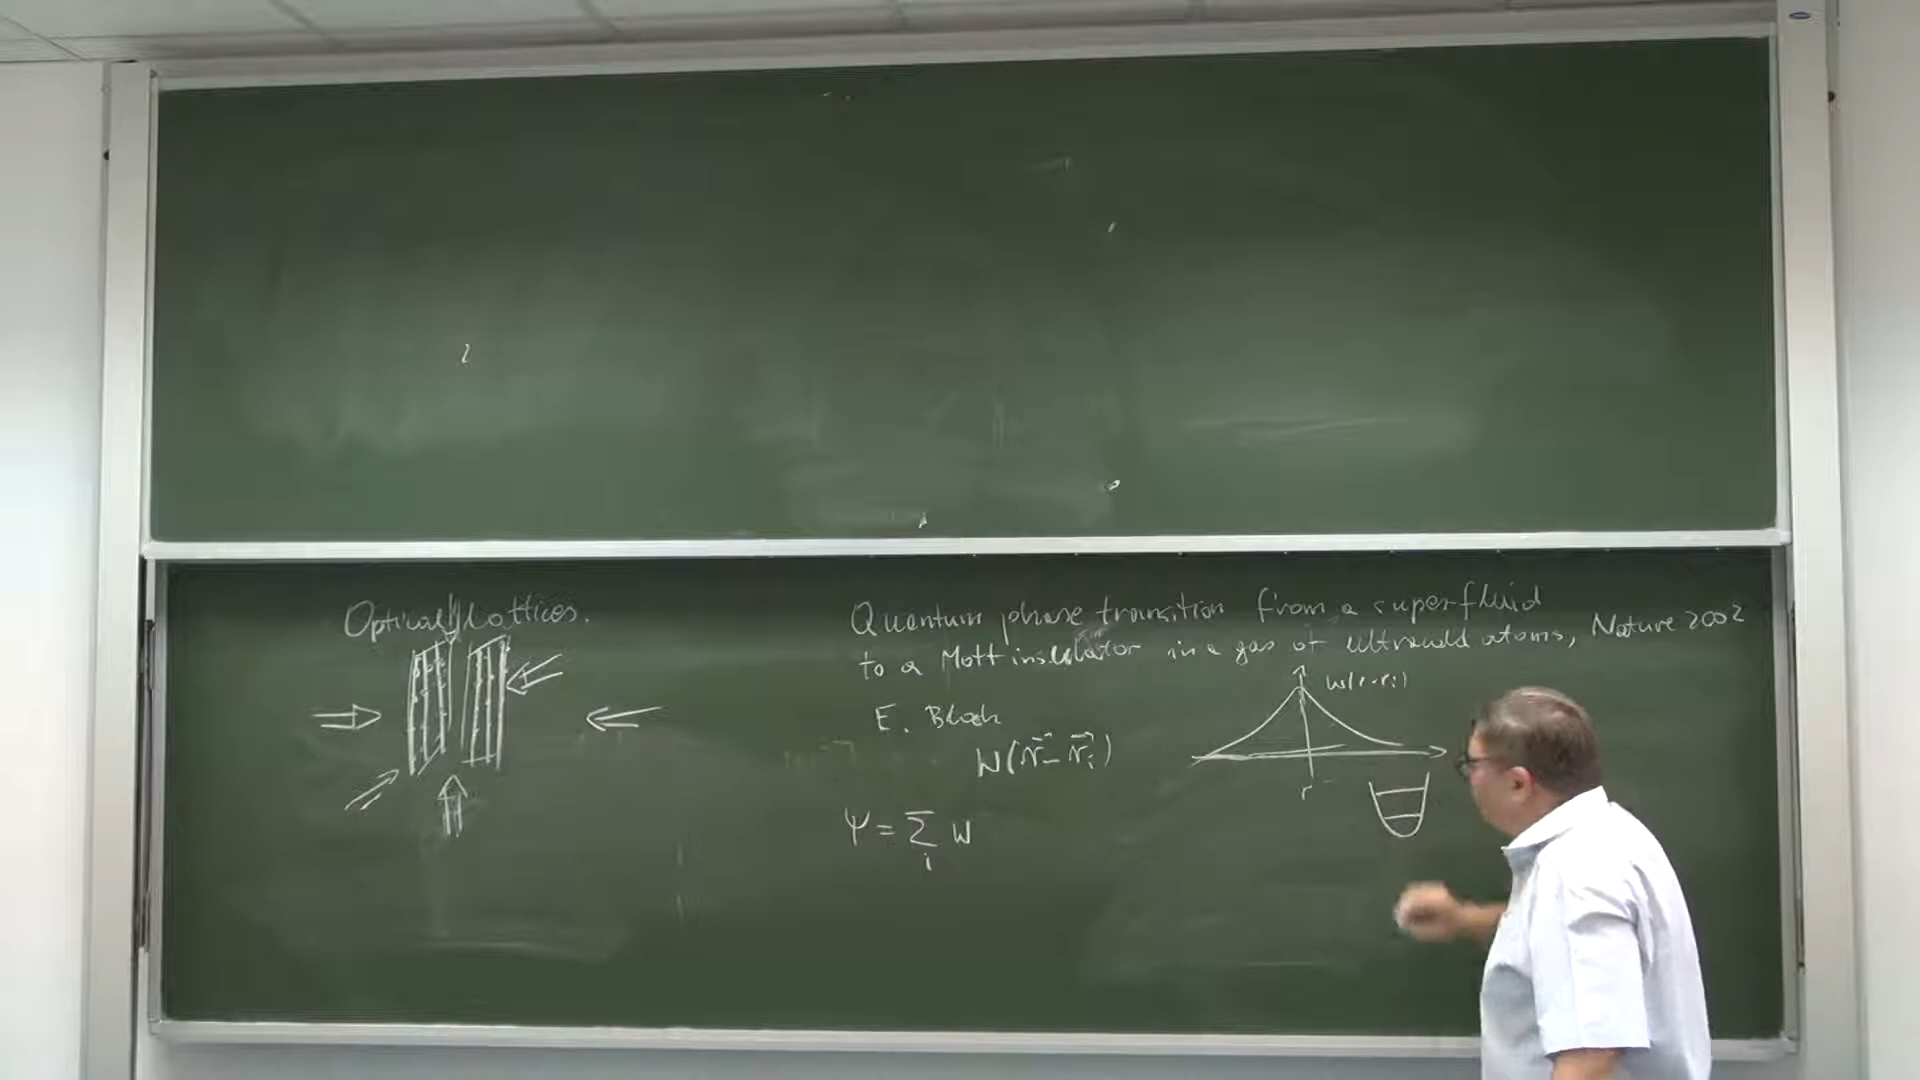 Optical Lattices.
Quantum phase transition from a superfluid
to a Mott insulator in a gas of ultracold atoms, Nature 2002
E. Bloch
W(r⃗ - r⃗ᵢ)
w(r-rᵢ)
r
Ψ = Σᵢ w